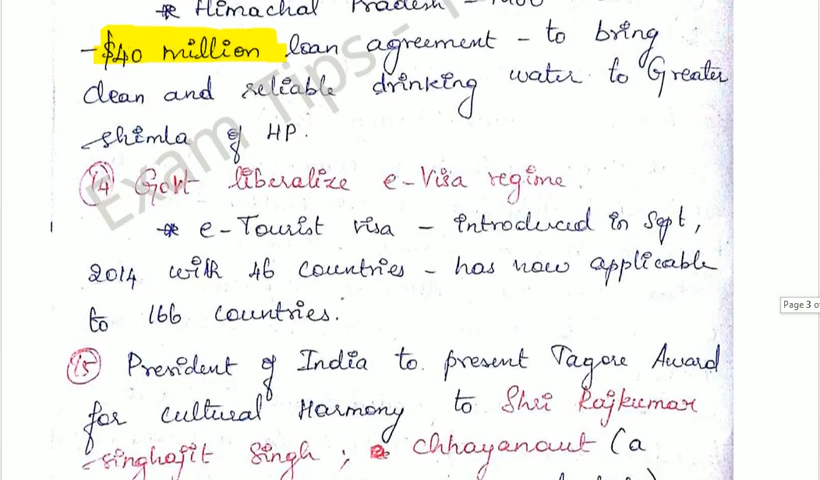 * Himachal Pradesh -
- $40 million loan agreement - to bring
clean and reliable drinking water to Greater
shimla of HP.
14 Govt liberalize e-Visa regime.
* e-Tourist visa - introduced in Sept,
2014 with 46 countries - has now applicable
to 166 countries.
15 President of India to present Tagore Award
for cultural Harmony to Shri Rajkumar
singhajit Singh ; chhayanaut (a
Exam Tips -
Page 3 of